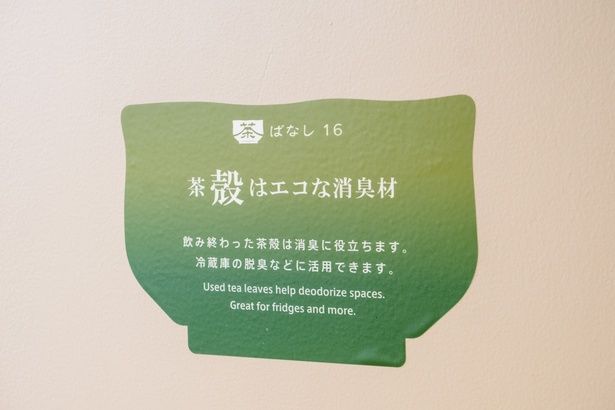 茶ばなし 16
茶殻はエコな消臭材
飲み終わった茶殻は消臭に役立ちます。
冷蔵庫の脱臭などに活用できます。
Used tea leaves help deodorize spaces.
Great for fridges and more.